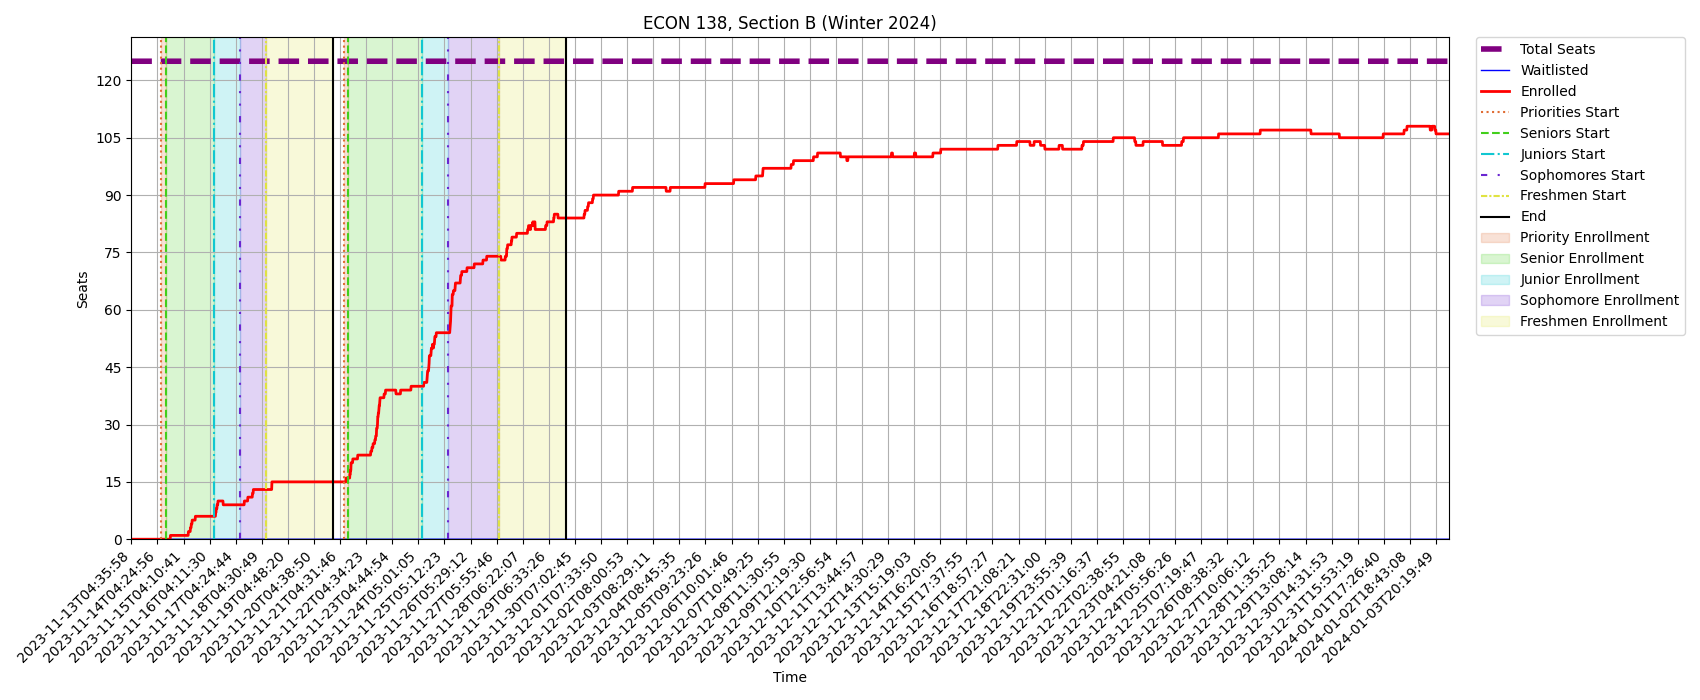 ECON 138, Section B (Winter 2024)
Total Seats
Waitlisted
Enrolled
Priorities Start
Seniors Start
Juniors Start
Sophomores Start
Freshmen Start
End
Priority Enrollment
Senior Enrollment
Junior Enrollment
Sophomore Enrollment
Freshmen Enrollment
Seats
120
105
90
75
60
45
30
15
0
2023-11-13T04:35:58
2023-11-14T04:24:56
2023-11-15T04:10:41
2023-11-16T04:11:30
2023-11-17T04:24:44
2023-11-18T04:30:49
2023-11-19T04:48:20
2023-11-20T04:38:50
2023-11-21T04:31:46
2023-11-22T04:34:23
2023-11-23T04:44:54
2023-11-24T05:01:05
2023-11-25T05:12:23
2023-11-26T05:29:12
2023-11-27T05:55:46
2023-11-28T06:22:07
2023-11-29T06:33:26
2023-11-30T07:02:45
2023-12-01T07:33:50
2023-12-02T08:00:53
2023-12-03T08:29:11
2023-12-04T08:45:35
2023-12-05T09:23:26
2023-12-06T10:01:46
2023-12-07T10:49:25
2023-12-08T11:30:55
2023-12-09T12:19:30
2023-12-10T12:56:54
2023-12-11T13:44:57
2023-12-12T14:30:29
2023-12-13T15:19:03
2023-12-14T16:20:05
2023-12-15T17:37:55
2023-12-16T18:57:27
2023-12-17T21:08:21
2023-12-18T22:31:00
2023-12-19T23:55:39
2023-12-21T01:16:37
2023-12-22T02:38:55
2023-12-23T04:21:08
2023-12-24T05:56:26
2023-12-25T07:19:47
2023-12-26T08:38:32
2023-12-27T10:06:12
2023-12-28T11:35:25
2023-12-29T13:08:14
2023-12-30T14:31:53
2023-12-31T15:53:19
2024-01-01T17:26:40
2024-01-02T18:43:08
2024-01-03T20:19:49
Time